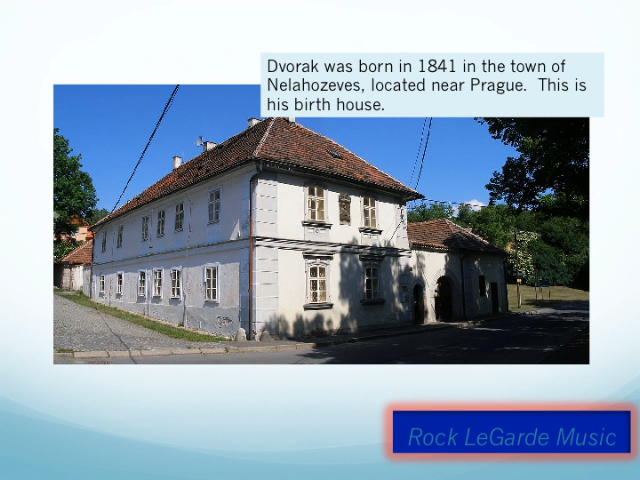 Dvorak was born in 1841 in the town of
Nelahozeves, located near Prague.  This is
his birth house.
Rock LeGarde Music